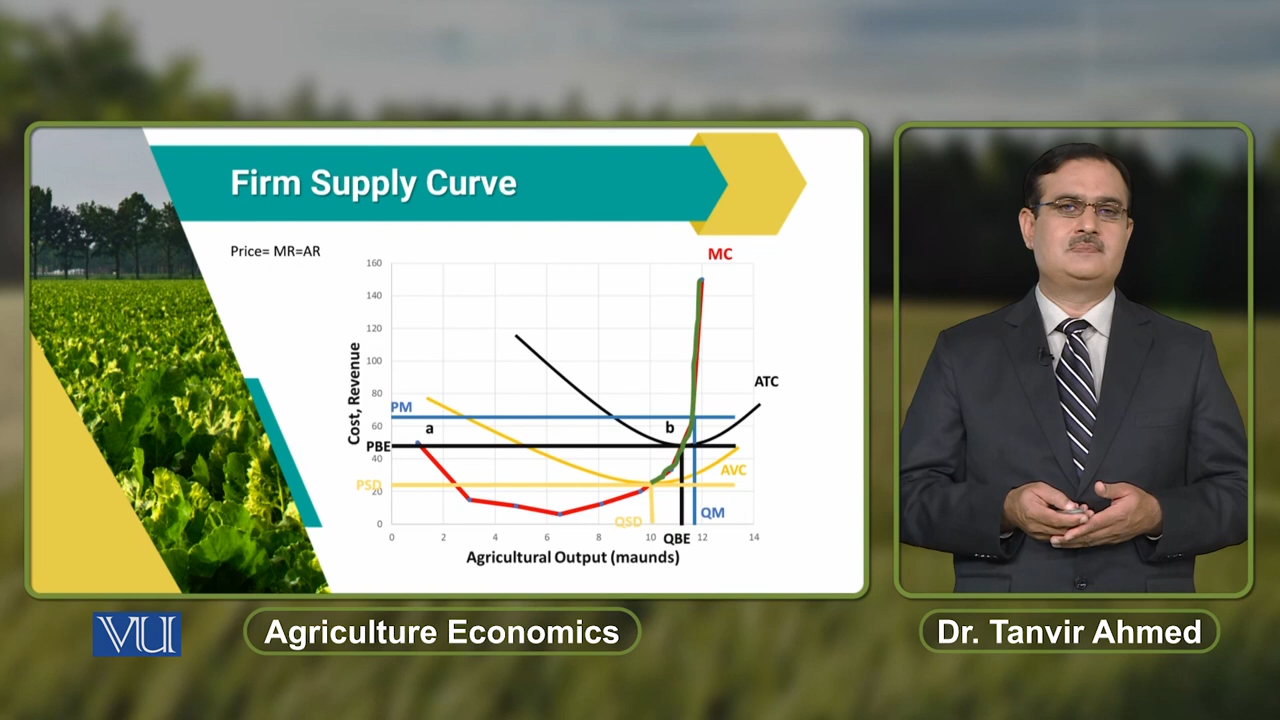 Firm Supply Curve
Price= MR=AR
MC
160
140
120
100
80
60
40
20
0
Cost, Revenue
PM
PBE
PSD
a
b
ATC
AVC
QSD
QM
QBE
0 2 4 6 8 10 12 14
Agricultural Output (maunds)
VU
Agriculture Economics
Dr. Tanvir Ahmed